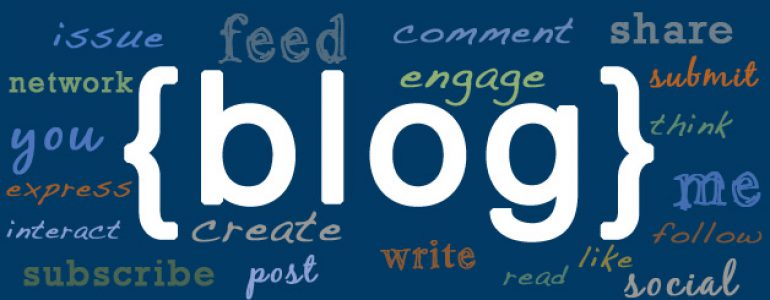 issue feed comment share
network engage submit
you {blog} think
express me
interact create follow
subscribe post write read like social